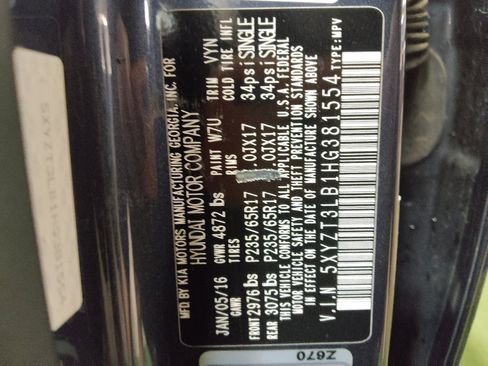 MFD BY KIA MOTORS MANUFACTURING GEORGIA, INC. FOR
HYUNDAI MOTOR COMPANY
JAN/05/16 GVWR 4872 lbs PAINT W7U TRIM VYN
GAWR TIRES RIMS COLD TIRE INFL
FRONT 2976 lbs P235/65R17 .0JX17 34psi SINGLE
REAR 3075 lbs P235/65R17 .0JX17 34psi SINGLE
THIS VEHICLE CONFORMS TO ALL APPLICABLE U.S.A. FEDERAL
MOTOR VEHICLE SAFETY AND THEFT PREVENTION
STANDARDS IN EFFECT ON THE DATE OF MANUFACTURE SHOWN ABOVE
V.I.N 5XYZT3LB1HG381554 TYPE:MPV
5XYZT3LB1HG381554
Z670